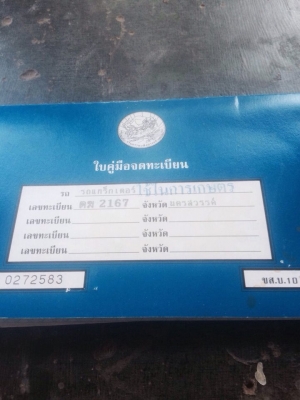 ใบคู่มือจดทะเบียน
รถ รถแทรกเตอร์ใช้ในการเกษตร
เลขทะเบียน ตฆ 2167 จังหวัด นครสวรรค์
เลขทะเบียน จังหวัด
เลขทะเบียน จังหวัด
เลขทะเบียน จังหวัด
0272583 ขส.บ.10